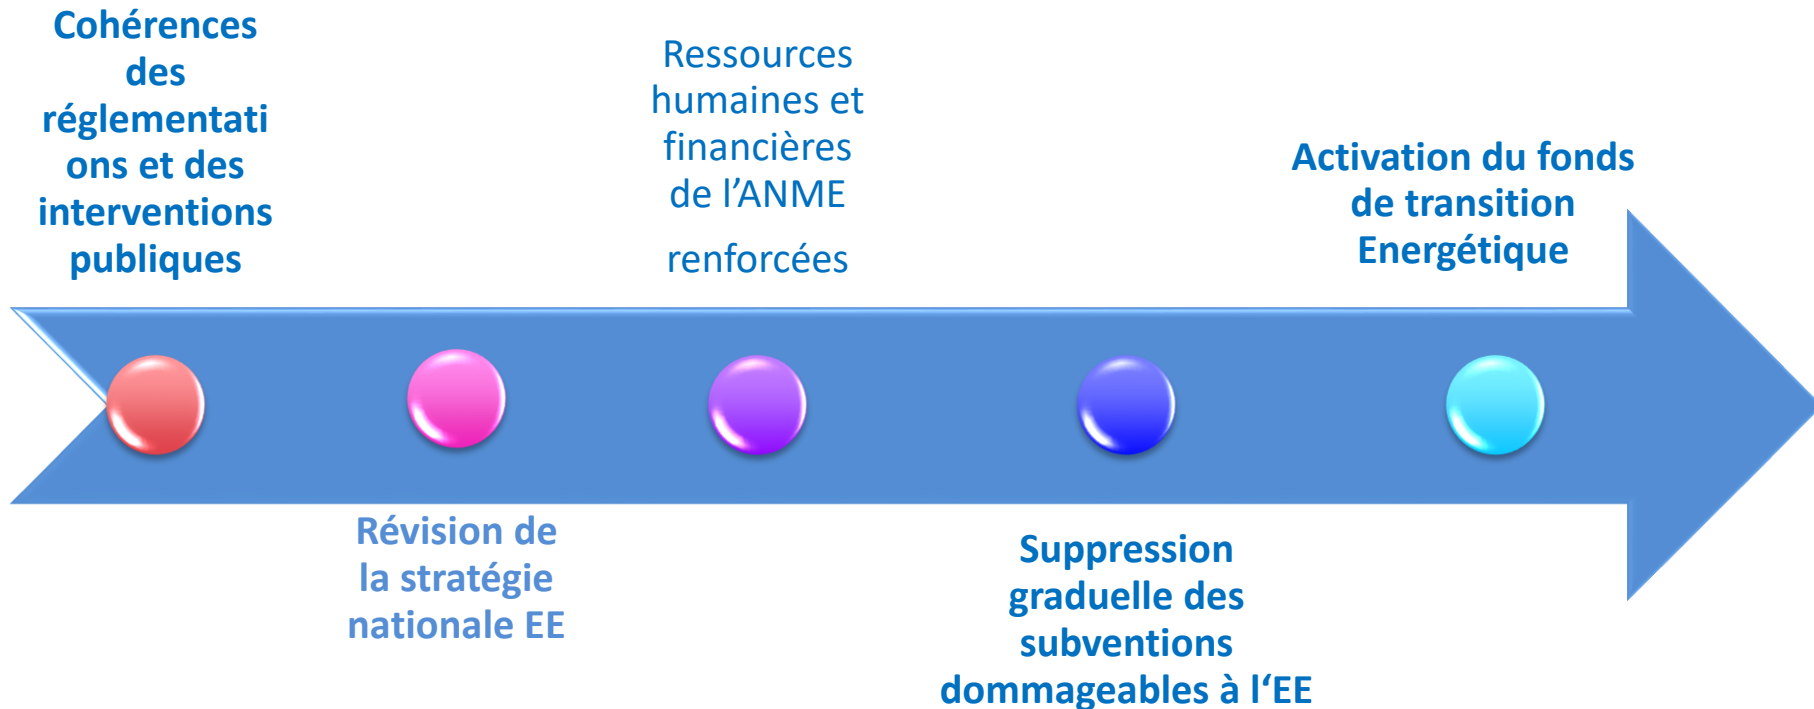 Cohérences
des
réglementati
ons et des
interventions
publiques
Révision de
la stratégie
nationale EE
Ressources
humaines et
financières
de l’ANME
renforcées
Suppression
graduelle des
subventions
dommageables à l‘EE
Activation du fonds
de transition
Energétique